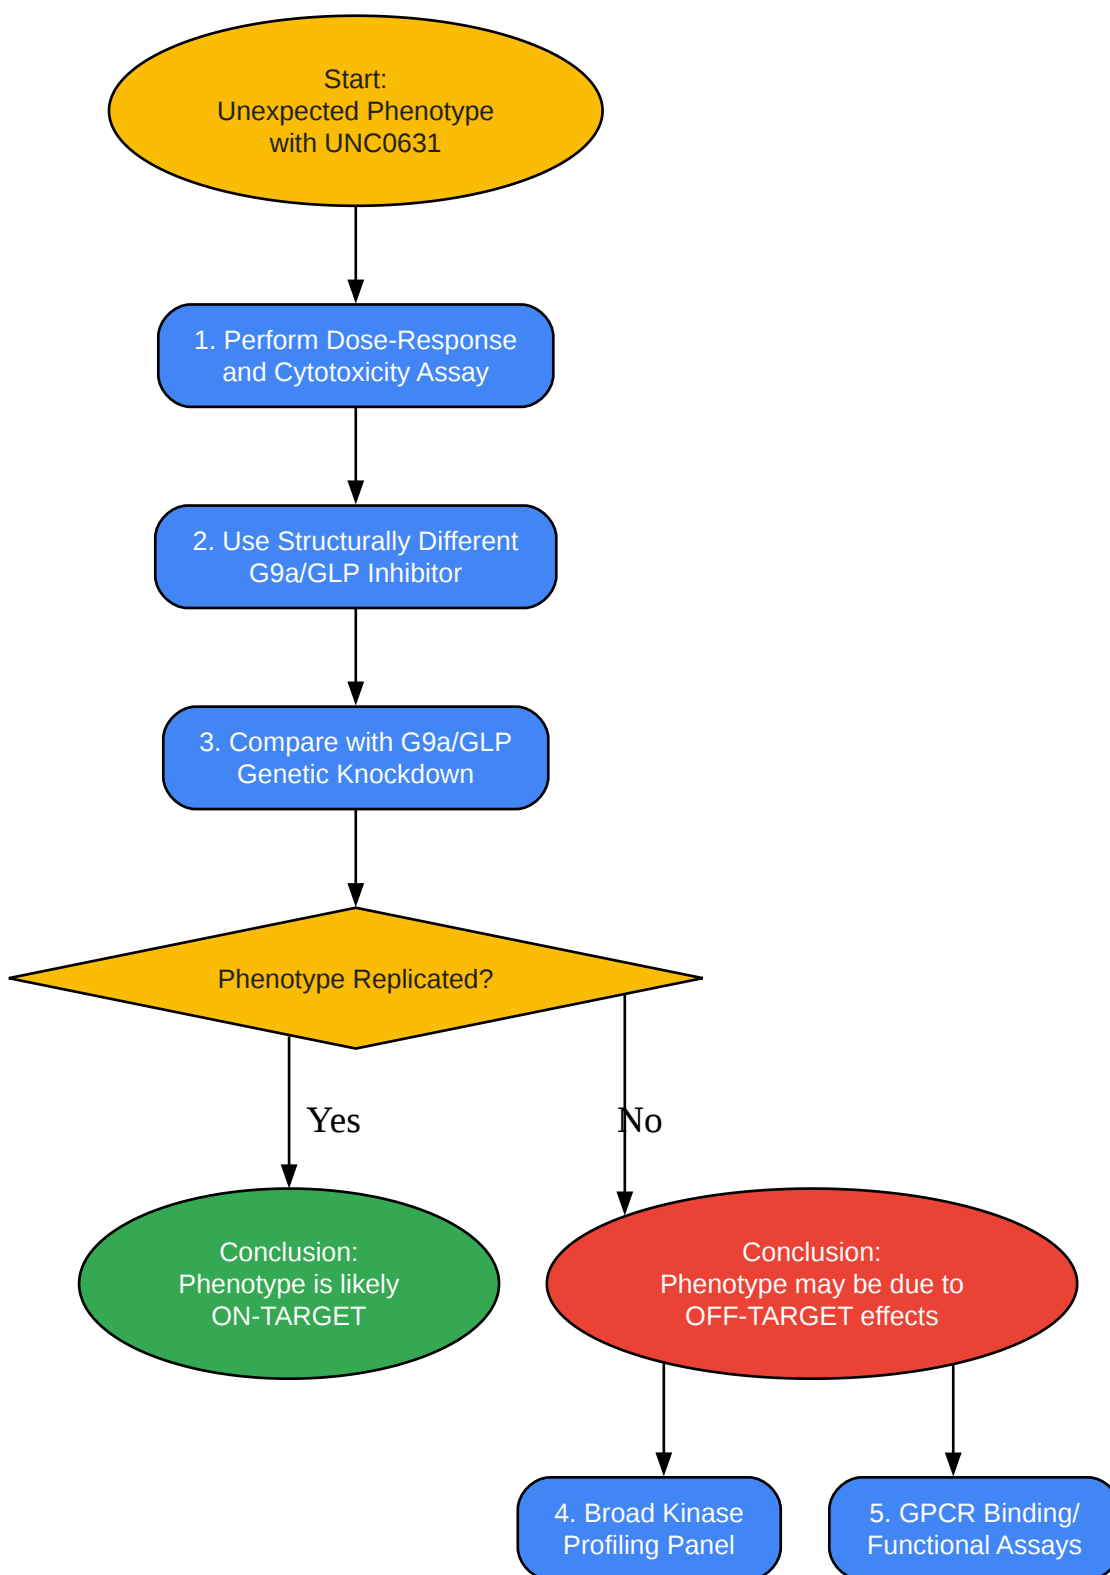 Start:
Unexpected Phenotype
with UNC0631
1. Perform Dose-Response
and Cytotoxicity Assay
2. Use Structurally Different
G9a/GLP Inhibitor
3. Compare with G9a/GLP
Genetic Knockdown
Phenotype Replicated?
Yes
No
Conclusion:
Phenotype is likely
ON-TARGET
Conclusion:
Phenotype may be due to
OFF-TARGET effects
4. Broad Kinase
Profiling Panel
5. GPCR Binding/
Functional Assays